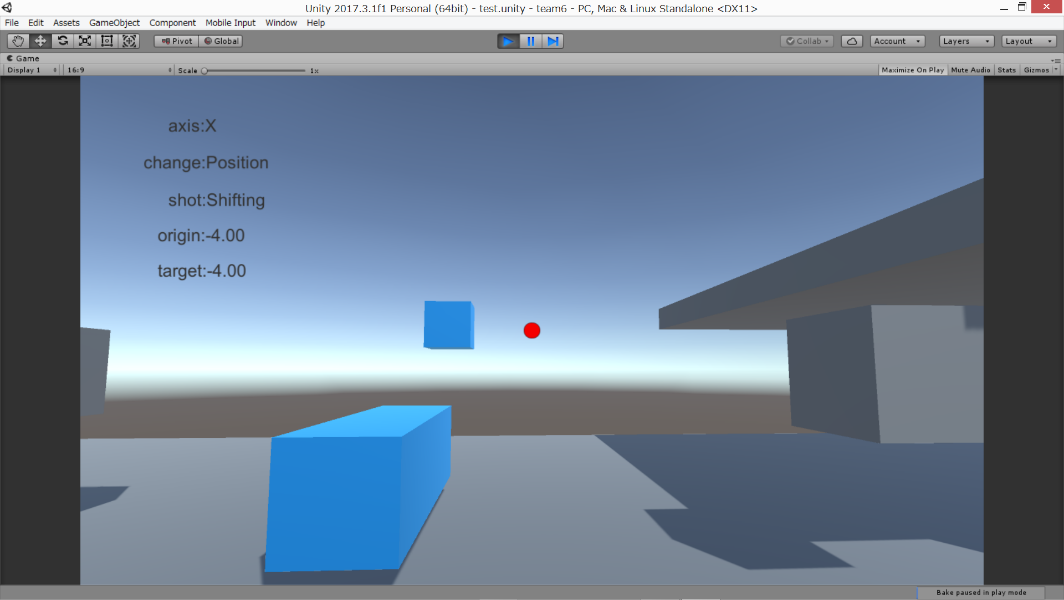 Unity 2017.3.1f1 Personal (64bit) - test.unity - team6 - PC, Mac & Linux Standalone <DX11>
File Edit Assets GameObject Component Mobile Input Window Help
Pivot Global Collab Account Layers Layout
Game
Display 1 16:9 Scale 1x Maximize On Play Mute Audio Stats Gizmos
axis:X
change:Position
shot:Shifting
origin:-4.00
target:-4.00
Bake paused in play mode